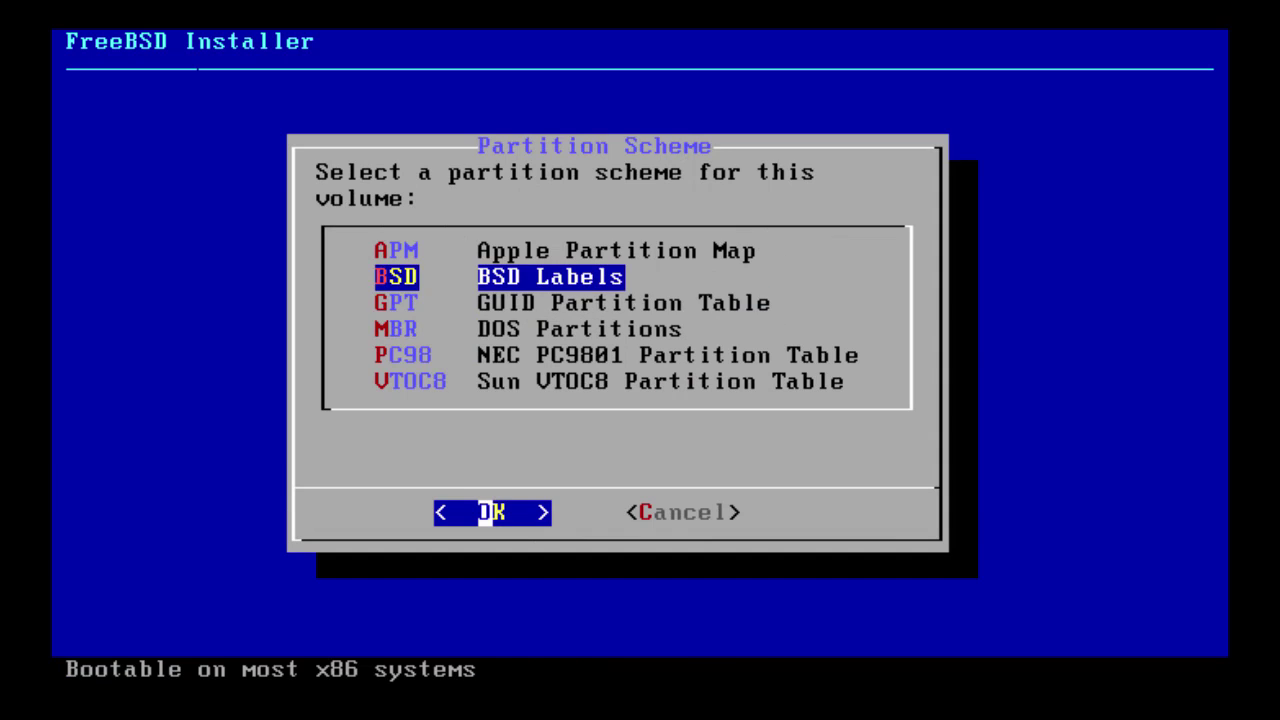 FreeBSD Installer
Partition Scheme
Select a partition scheme for this
volume:
APM Apple Partition Map
BSD BSD Labels
GPT GUID Partition Table
MBR DOS Partitions
PC98 NEC PC9801 Partition Table
VTOC8 Sun VTOC8 Partition Table
< OK > <Cancel>
Bootable on most x86 systems